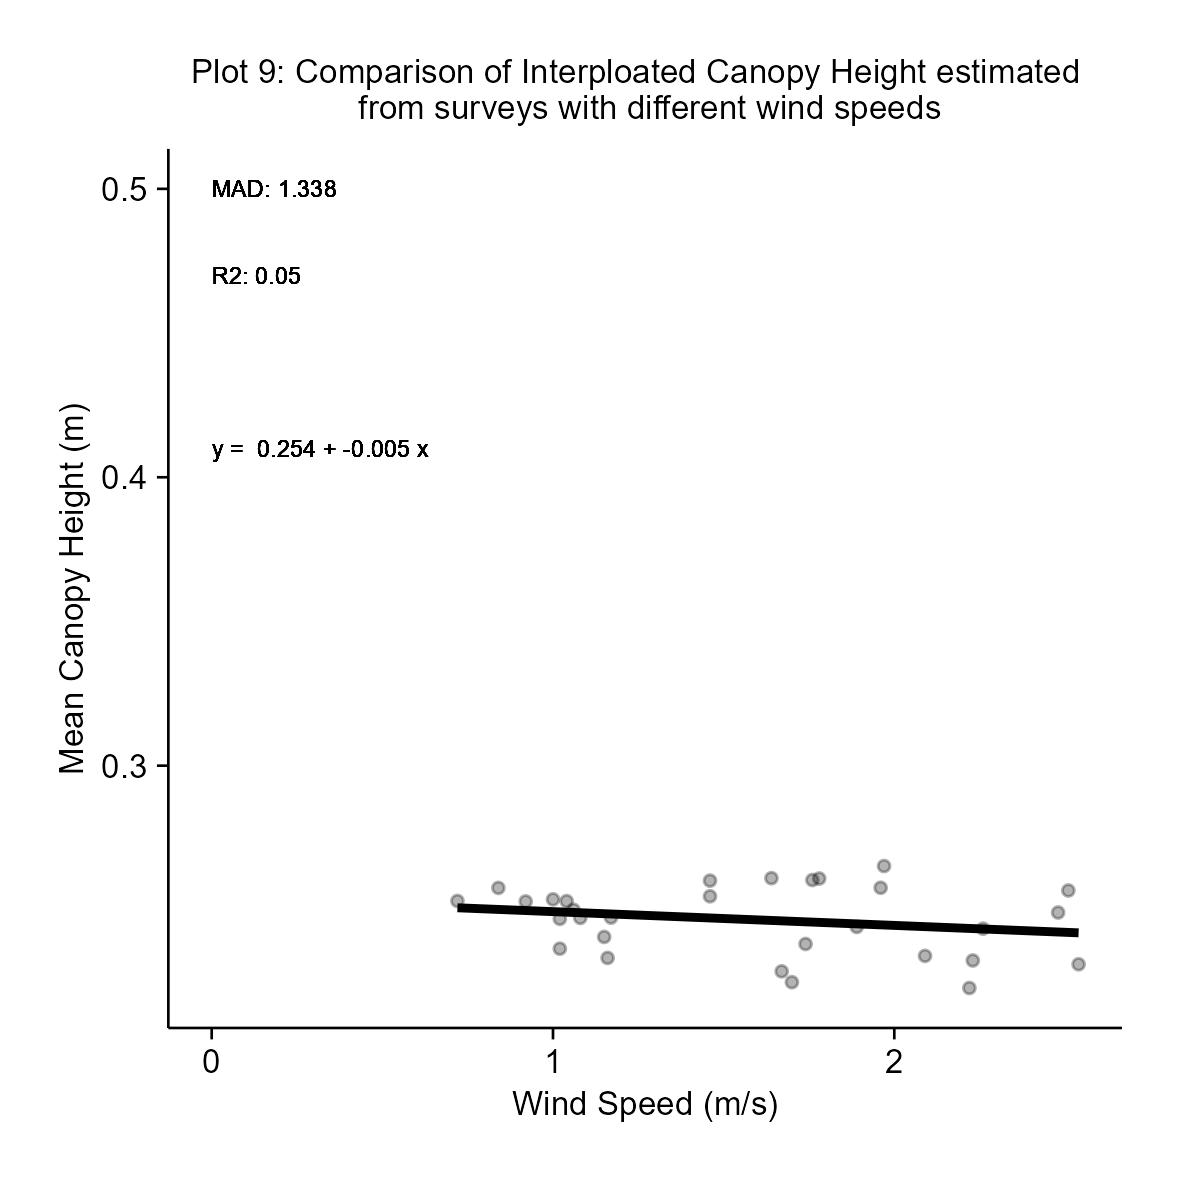 Plot 9: Comparison of Interploated Canopy Height estimated
from surveys with different wind speeds
0.5
MAD: 1.338
R2: 0.05
y =  0.254 + -0.005 x
0.4
Mean Canopy Height (m)
0.3
0
1
2
Wind Speed (m/s)